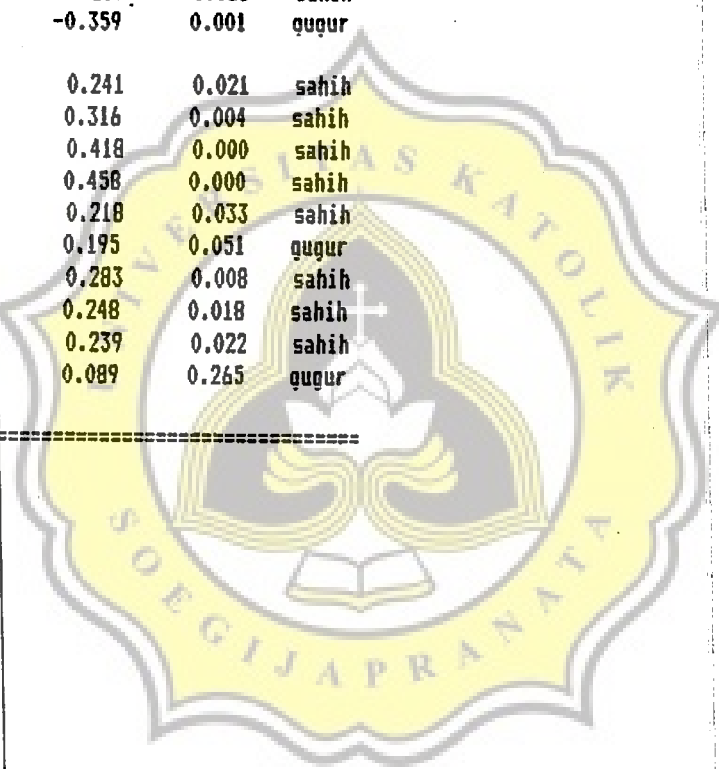 -0.359 0.001 gugur
0.241 0.021 sahih
0.316 0.004 sahih
0.418 0.000 sahih
0.458 0.000 sahih
0.218 0.033 sahih
0.195 0.051 gugur
0.283 0.008 sahih
0.248 0.018 sahih
0.239 0.022 sahih
0.089 0.265 gugur
UNIVERSITAS KATOLIK
SOEGIJAPRANATA